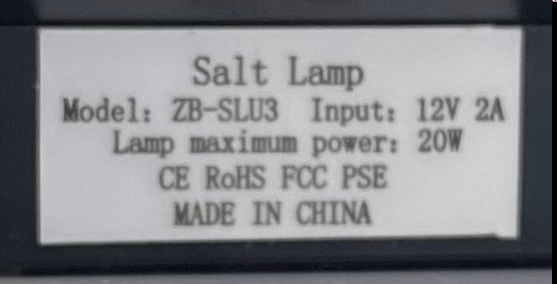 Salt Lamp
Model: ZB-SLU3 Input: 12V 2A
Lamp maximum power: 20W
CE RoHS FCC PSE
MADE IN CHINA